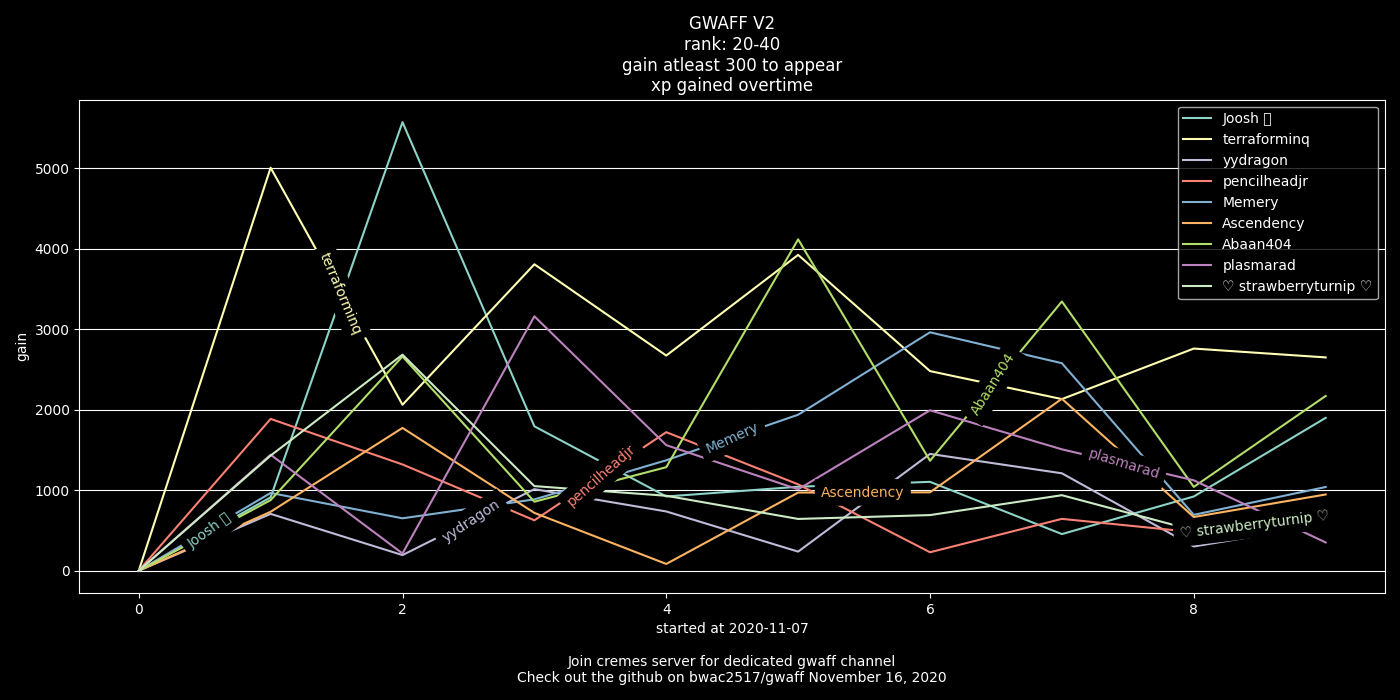 GWAFF V2
rank: 20-40
gain atleast 300 to appear
xp gained overtime
Joosh ▯
terraforminq
yydragon
pencilheadjr
Memery
Ascendency
Abaan404
plasmarad
♡ strawberryturnip ♡
5000
4000
3000
2000
1000
0
gain
terraforminq
Joosh ▯
yydragon
pencilheadjr
Memery
Ascendency
Abaan404
plasmarad
♡ strawberryturnip ♡
0 2 4 6 8
started at 2020-11-07
Join cremes server for dedicated gwaff channel
Check out the github on bwac2517/gwaff November 16, 2020